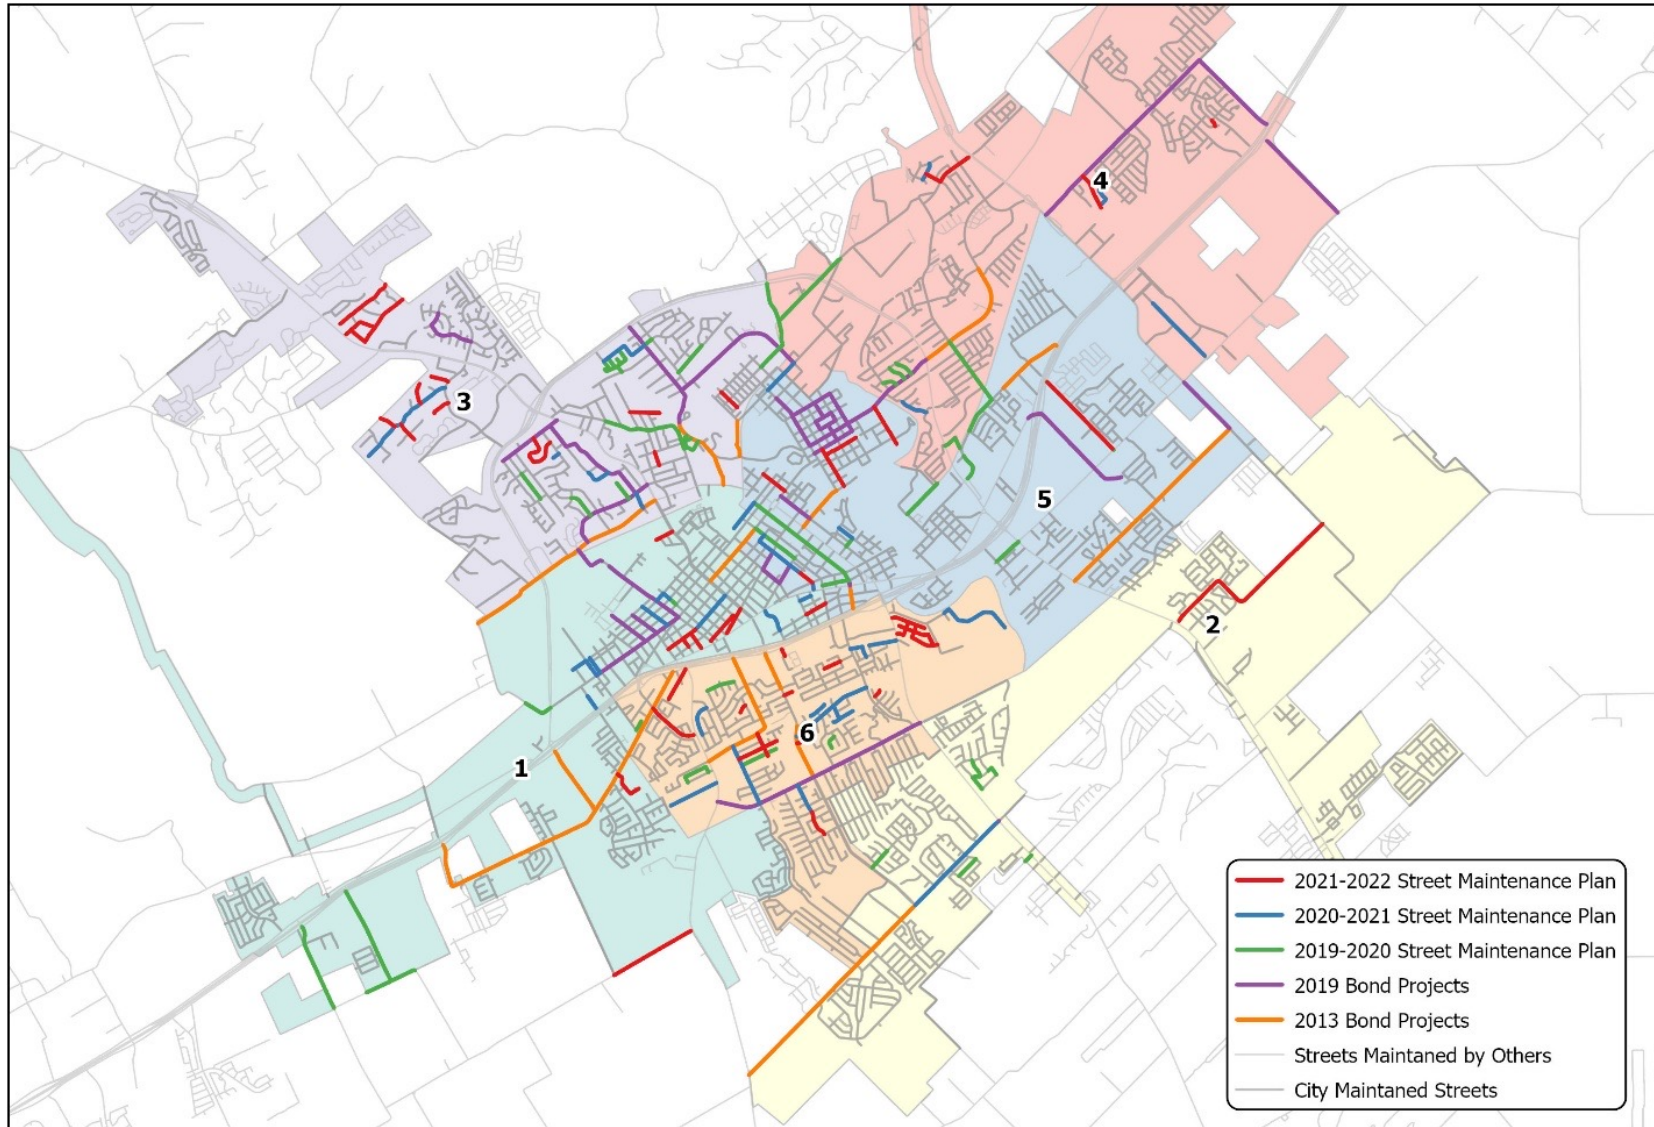 4
3
5
2
6
1
2021-2022 Street Maintenance Plan
2020-2021 Street Maintenance Plan
2019-2020 Street Maintenance Plan
2019 Bond Projects
2013 Bond Projects
Streets Maintaned by Others
City Maintaned Streets